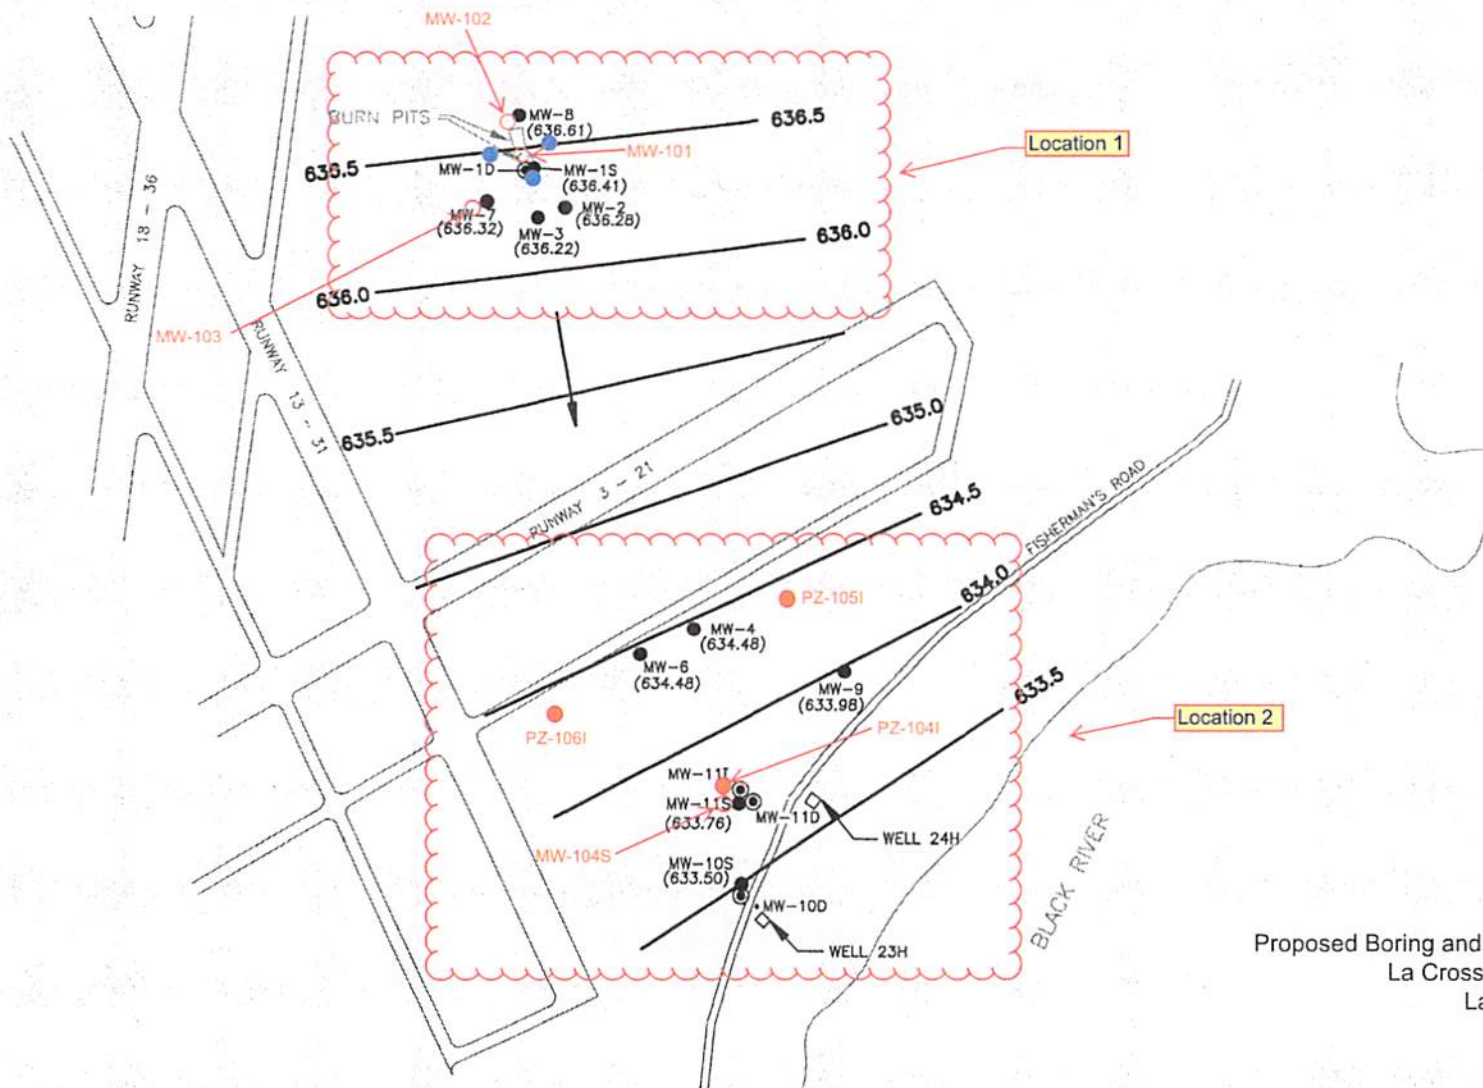 MW-102
BURN PITS
MW-8
(636.61)
636.5
636.5
MW-101
MW-1D
MW-1S
(636.41)
Location 1
RUNWAY 18 - 36
MW-7
(636.32)
MW-2
(636.28)
MW-3
(636.22)
636.0
636.0
MW-103
RUNWAY 13 - 31
635.5
635.0
RUNWAY 3 - 21
634.5
FISHERMAN'S ROAD
634.0
PZ-105I
MW-4
(634.48)
MW-6
(634.48)
MW-9
(633.98)
633.5
PZ-106I
PZ-104I
Location 2
MW-11I
MW-11S
(633.76)
MW-11D
WELL 24H
MW-104S
MW-10S
(633.50)
MW-10D
WELL 23H
BLACK RIVER
Proposed Boring and
La Cross
La